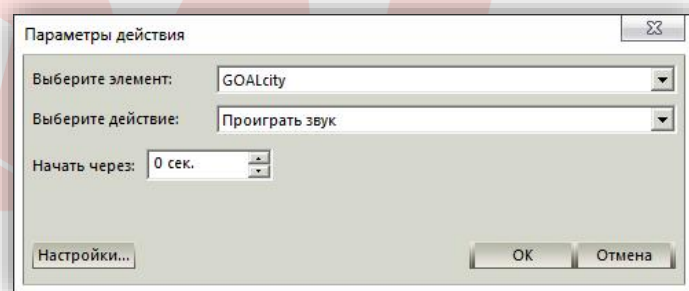 Параметры действия
Выберите элемент: GOALcity
Выберите действие: Проиграть звук
Начать через: 0 сек.
Настройки... OK Отмена